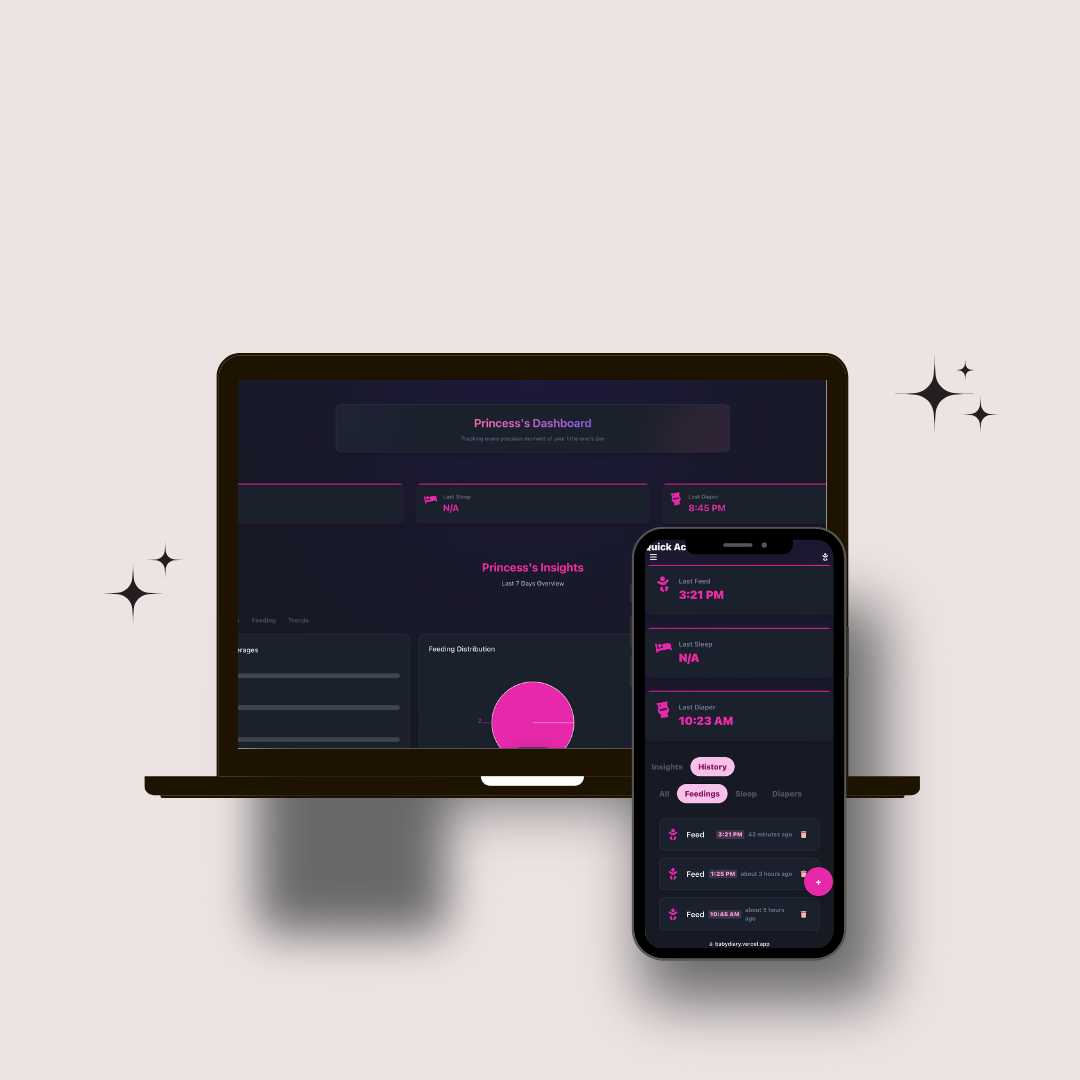 Princess's Dashboard
Tracking every precious moment of your little one's day
Last Sleep
N/A
Last Diaper
8:45 PM
Princess's Insights
Last 7 Days Overview
Feeding Trends
erages
Feeding Distribution
2
Quick Ac
Last Feed
3:21 PM
Last Sleep
N/A
Last Diaper
10:23 AM
Insights History
All Feedings Sleep Diapers
Feed 3:21 PM 43 minutes ago
Feed 1:25 PM about 3 hours ago
+
Feed 10:45 AM about 5 hours
ago
babydiary.vercel.app